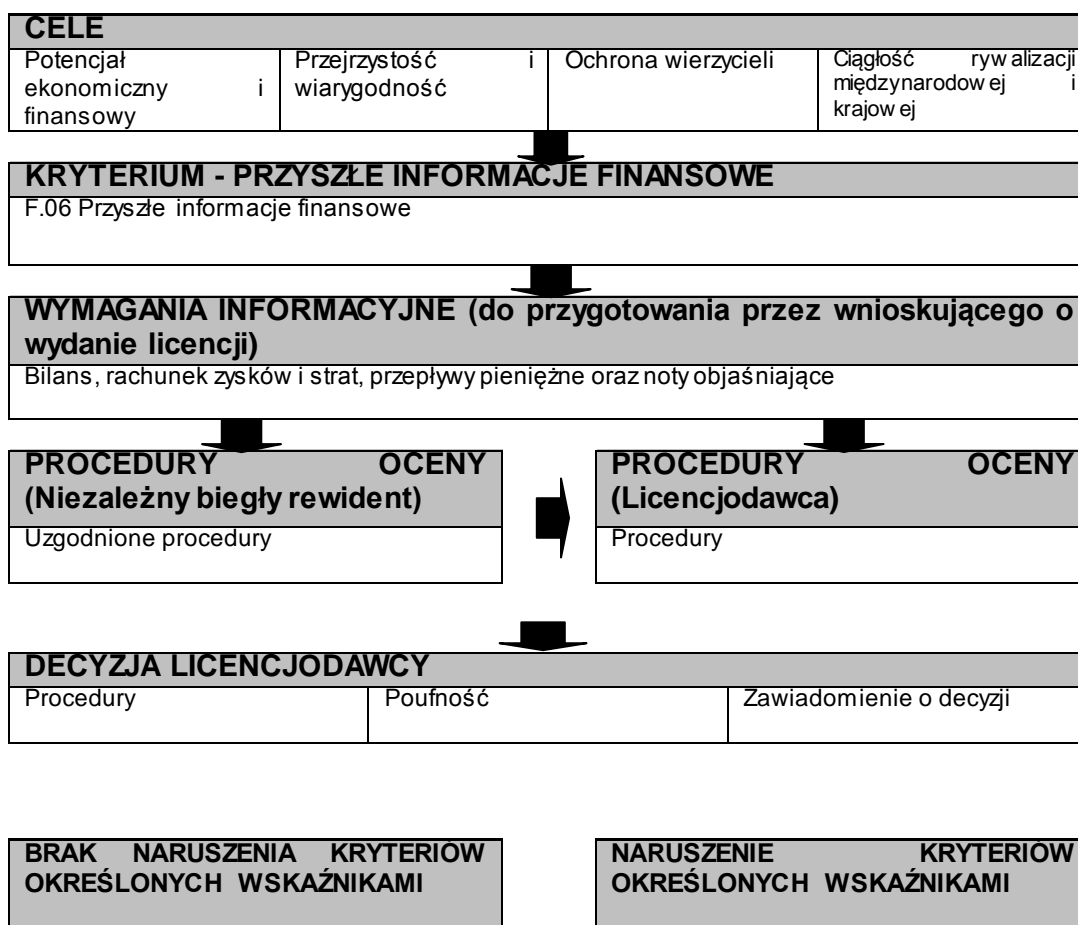 CELE
Potencjał
ekonomiczny i
finansowy
Przejrzystość i
wiarygodność
Ochrona wierzycieli
Ciągłość rywalizacji
międzynarodowej i
krajowej
KRYTERIUM - PRZYSZŁE INFORMACJE FINANSOWE
F.06 Przyszłe informacje finansowe
WYMAGANIA INFORMACYJNE (do przygotowania przez wnioskującego o
wydanie licencji)
Bilans, rachunek zysków i strat, przepływy pieniężne oraz noty objaśniające
PROCEDURY OCENY
(Niezależny biegły rewident)
Uzgodnione procedury
PROCEDURY OCENY
(Licencjodawca)
Procedury
DECYZJA LICENCJODAWCY
Procedury
Poufność
Zawiadomienie o decyzji
BRAK NARUSZENIA KRYTERIÓW
OKREŚLONYCH WSKAŹNIKAMI
NARUSZENIE KRYTERIÓW
OKREŚLONYCH WSKAŹNIKAMI